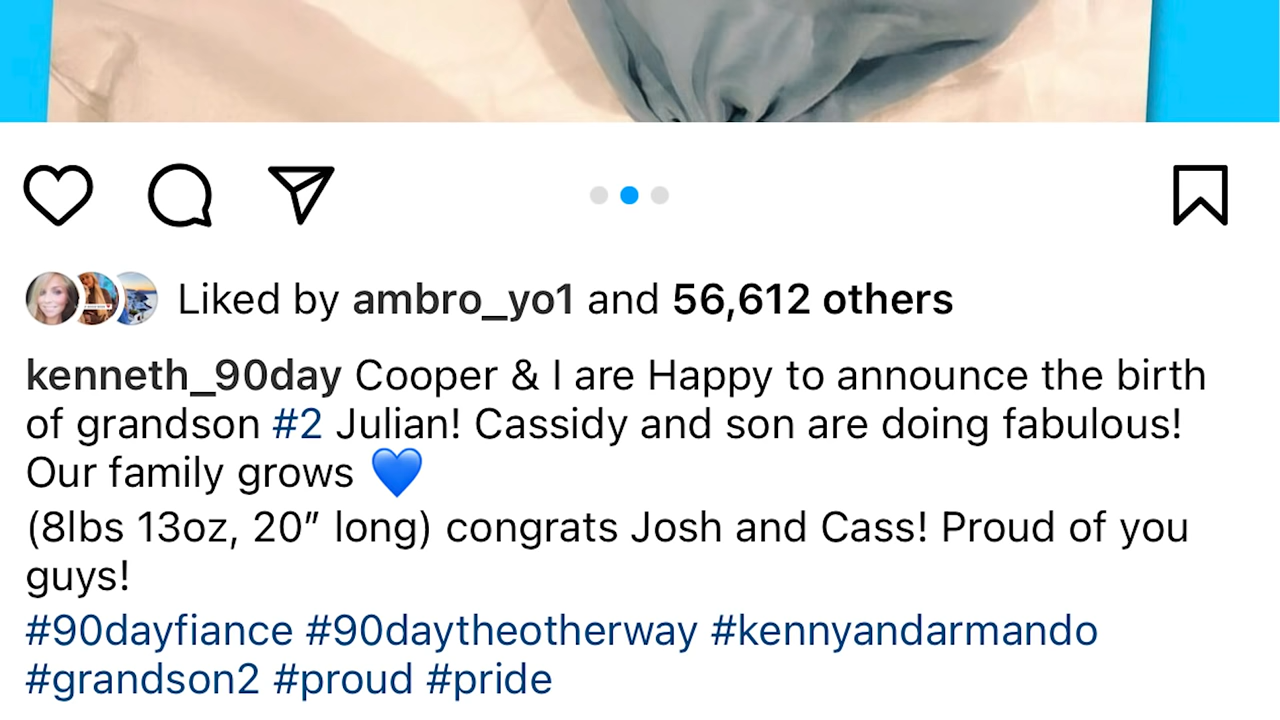 Liked by ambro_yo1 and 56,612 others
kenneth_90day Cooper & I are Happy to announce the birth
of grandson #2 Julian! Cassidy and son are doing fabulous!
Our family grows 💙
(8lbs 13oz, 20” long) congrats Josh and Cass! Proud of you
guys!
#90dayfiance #90daytheotherway #kennyandarmando
#grandson2 #proud #pride